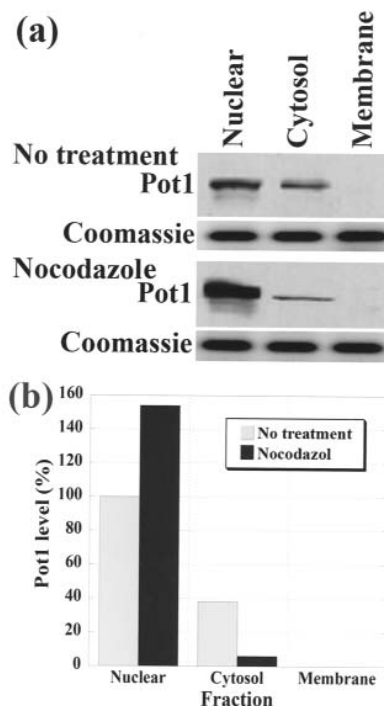 (a)
Nuclear Cytosol Membrane
No treatment
Pot1
Coomassie
Nocodazole
Pot1
Coomassie
(b)
160
140
120
100
80
60
40
20
0
Pot1 level (%)
No treatment
Nocodazol
Nuclear Cytosol Membrane
Fraction